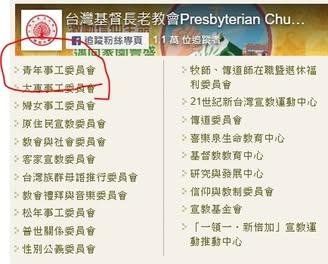 台灣基督長老教會Presbyterian Chu...
追蹤粉絲專頁 1.1 萬 位追蹤者
青年事工委員會
大專事工委員會
婦女事工委員會
原住民宣教委員會
教會與社會委員會
客家宣教委員會
台灣族群母語推行委員會
教會禮拜與音樂委員會
松年事工委員會
普世關係委員會
性別公義委員會
牧師、傳道師在職暨退休福
利委員會
21世紀新台灣宣教運動中心
傳道委員會
喜樂泉生命教育中心
基督教教育中心
研究與發展中心
信仰與教制委員會
宣教基金會
「一領一．新倍加」宣教運
動推動中心